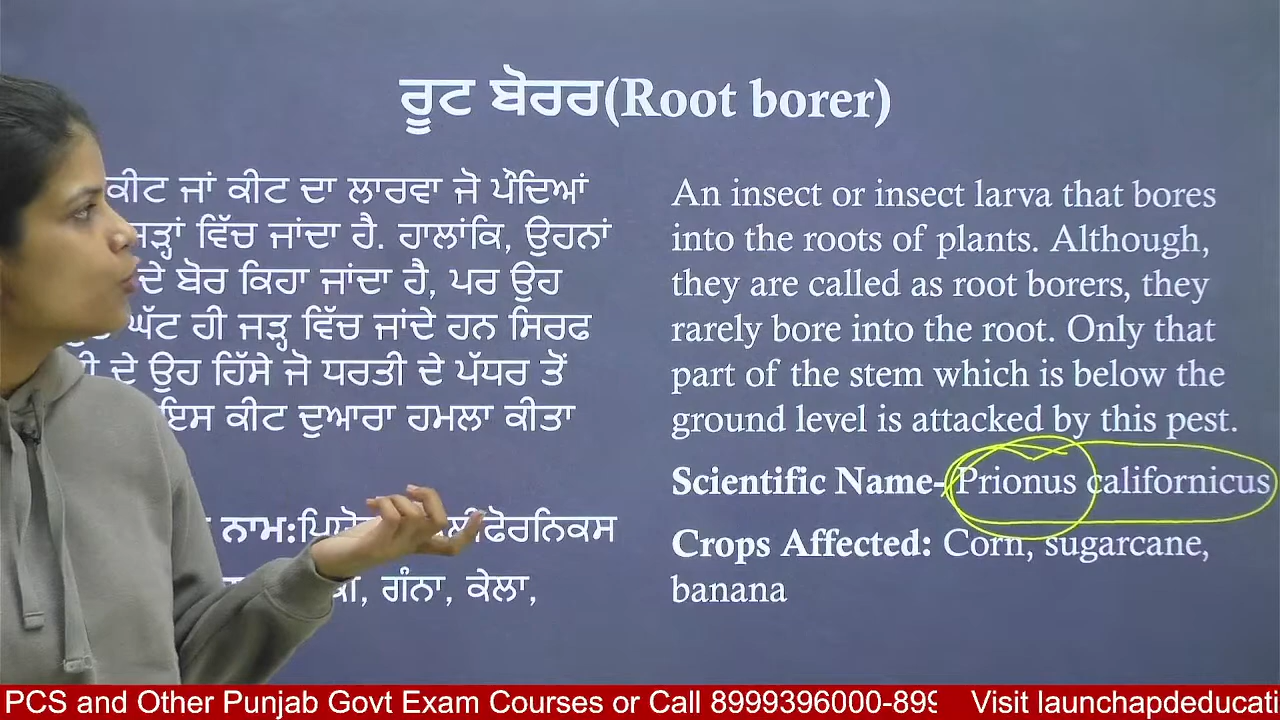 ਰੂਟ ਬੋਰਰ(Root borer)
ਕੀਟ ਜਾਂ ਕੀਟ ਦਾ ਲਾਰਵਾ ਜੋ ਪੌਦਿਆਂ
ਵਿੱਚ ਜਾਂਦਾ ਹੈ. ਹਾਲਾਂਕਿ, ਉਹਨਾਂ
ਦੇ ਬੋਰ ਕਿਹਾ ਜਾਂਦਾ ਹੈ, ਪਰ ਉਹ
ਘੱਟ ਹੀ ਜੜ੍ਹ ਵਿੱਚ ਜਾਂਦੇ ਹਨ ਸਿਰਫ
ਦੇ ਉਹ ਹਿੱਸੇ ਜੋ ਧਰਤੀ ਦੇ ਪੱਧਰ ਤੋਂ
ਇਸ ਕੀਟ ਦੁਆਰਾ ਹਮਲਾ ਕੀਤਾ
ਨਾਮ:
ਗੰਨਾ, ਕੇਲਾ,
An insect or insect larva that bores
into the roots of plants. Although,
they are called as root borers, they
rarely bore into the root. Only that
part of the stem which is below the
ground level is attacked by this pest.
Scientific Name- Prionus californicus
Crops Affected: Corn, sugarcane,
banana
PCS and Other Punjab Govt Exam Courses or Call 8999396000-899 Visit launchapdeducati